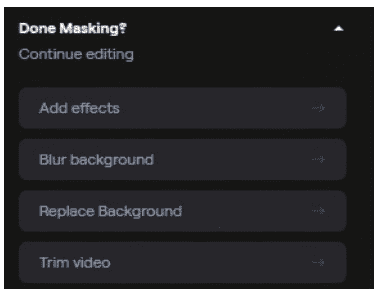 Done Masking?
Continue editing
Add effects
Blur background
Replace Background
Trim video